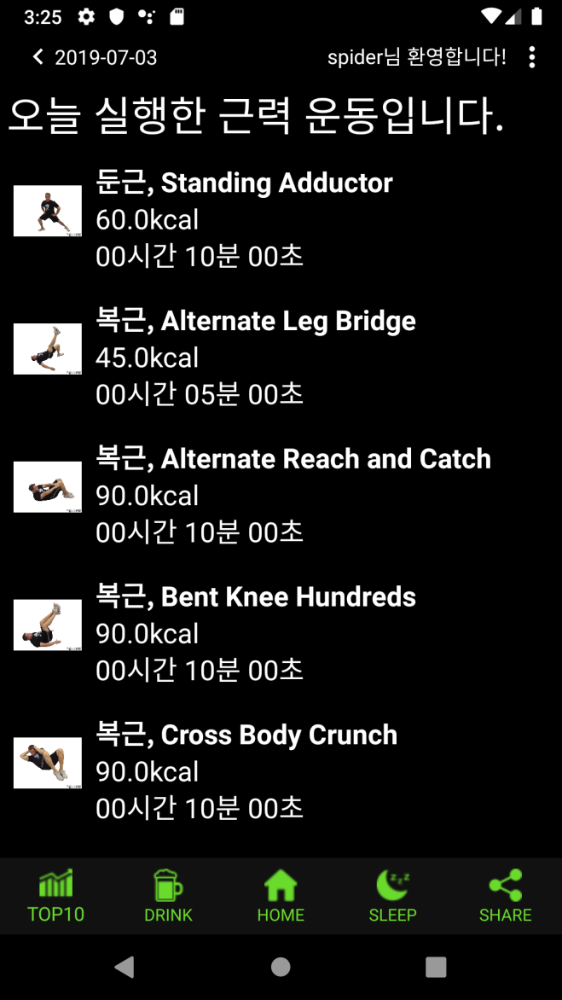 3:25
2019-07-03
spider님 환영합니다!
오늘 실행한 근력 운동입니다.
둔근, Standing Adductor
60.0kcal
00시간 10분 00초
복근, Alternate Leg Bridge
45.0kcal
00시간 05분 00초
복근, Alternate Reach and Catch
90.0kcal
00시간 10분 00초
복근, Bent Knee Hundreds
90.0kcal
00시간 10분 00초
복근, Cross Body Crunch
90.0kcal
00시간 10분 00초
TOP10
DRINK
HOME
SLEEP
SHARE